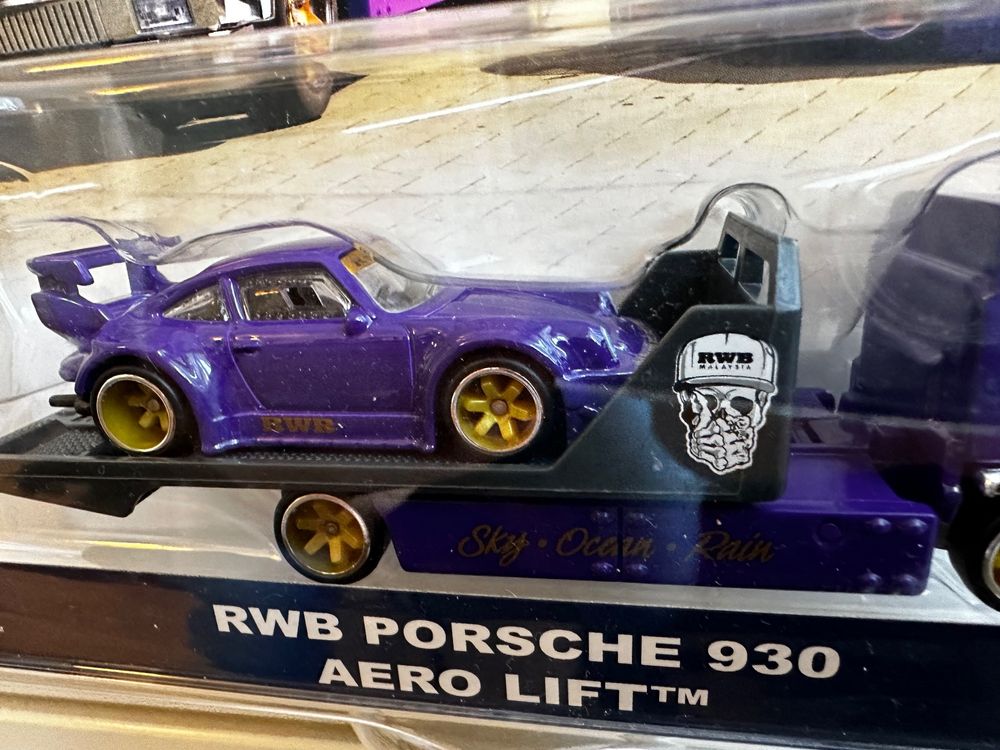 RWB
MALAYSIA
RWB
Sky • Ocean • Rain
RWB PORSCHE 930
AERO LIFT™